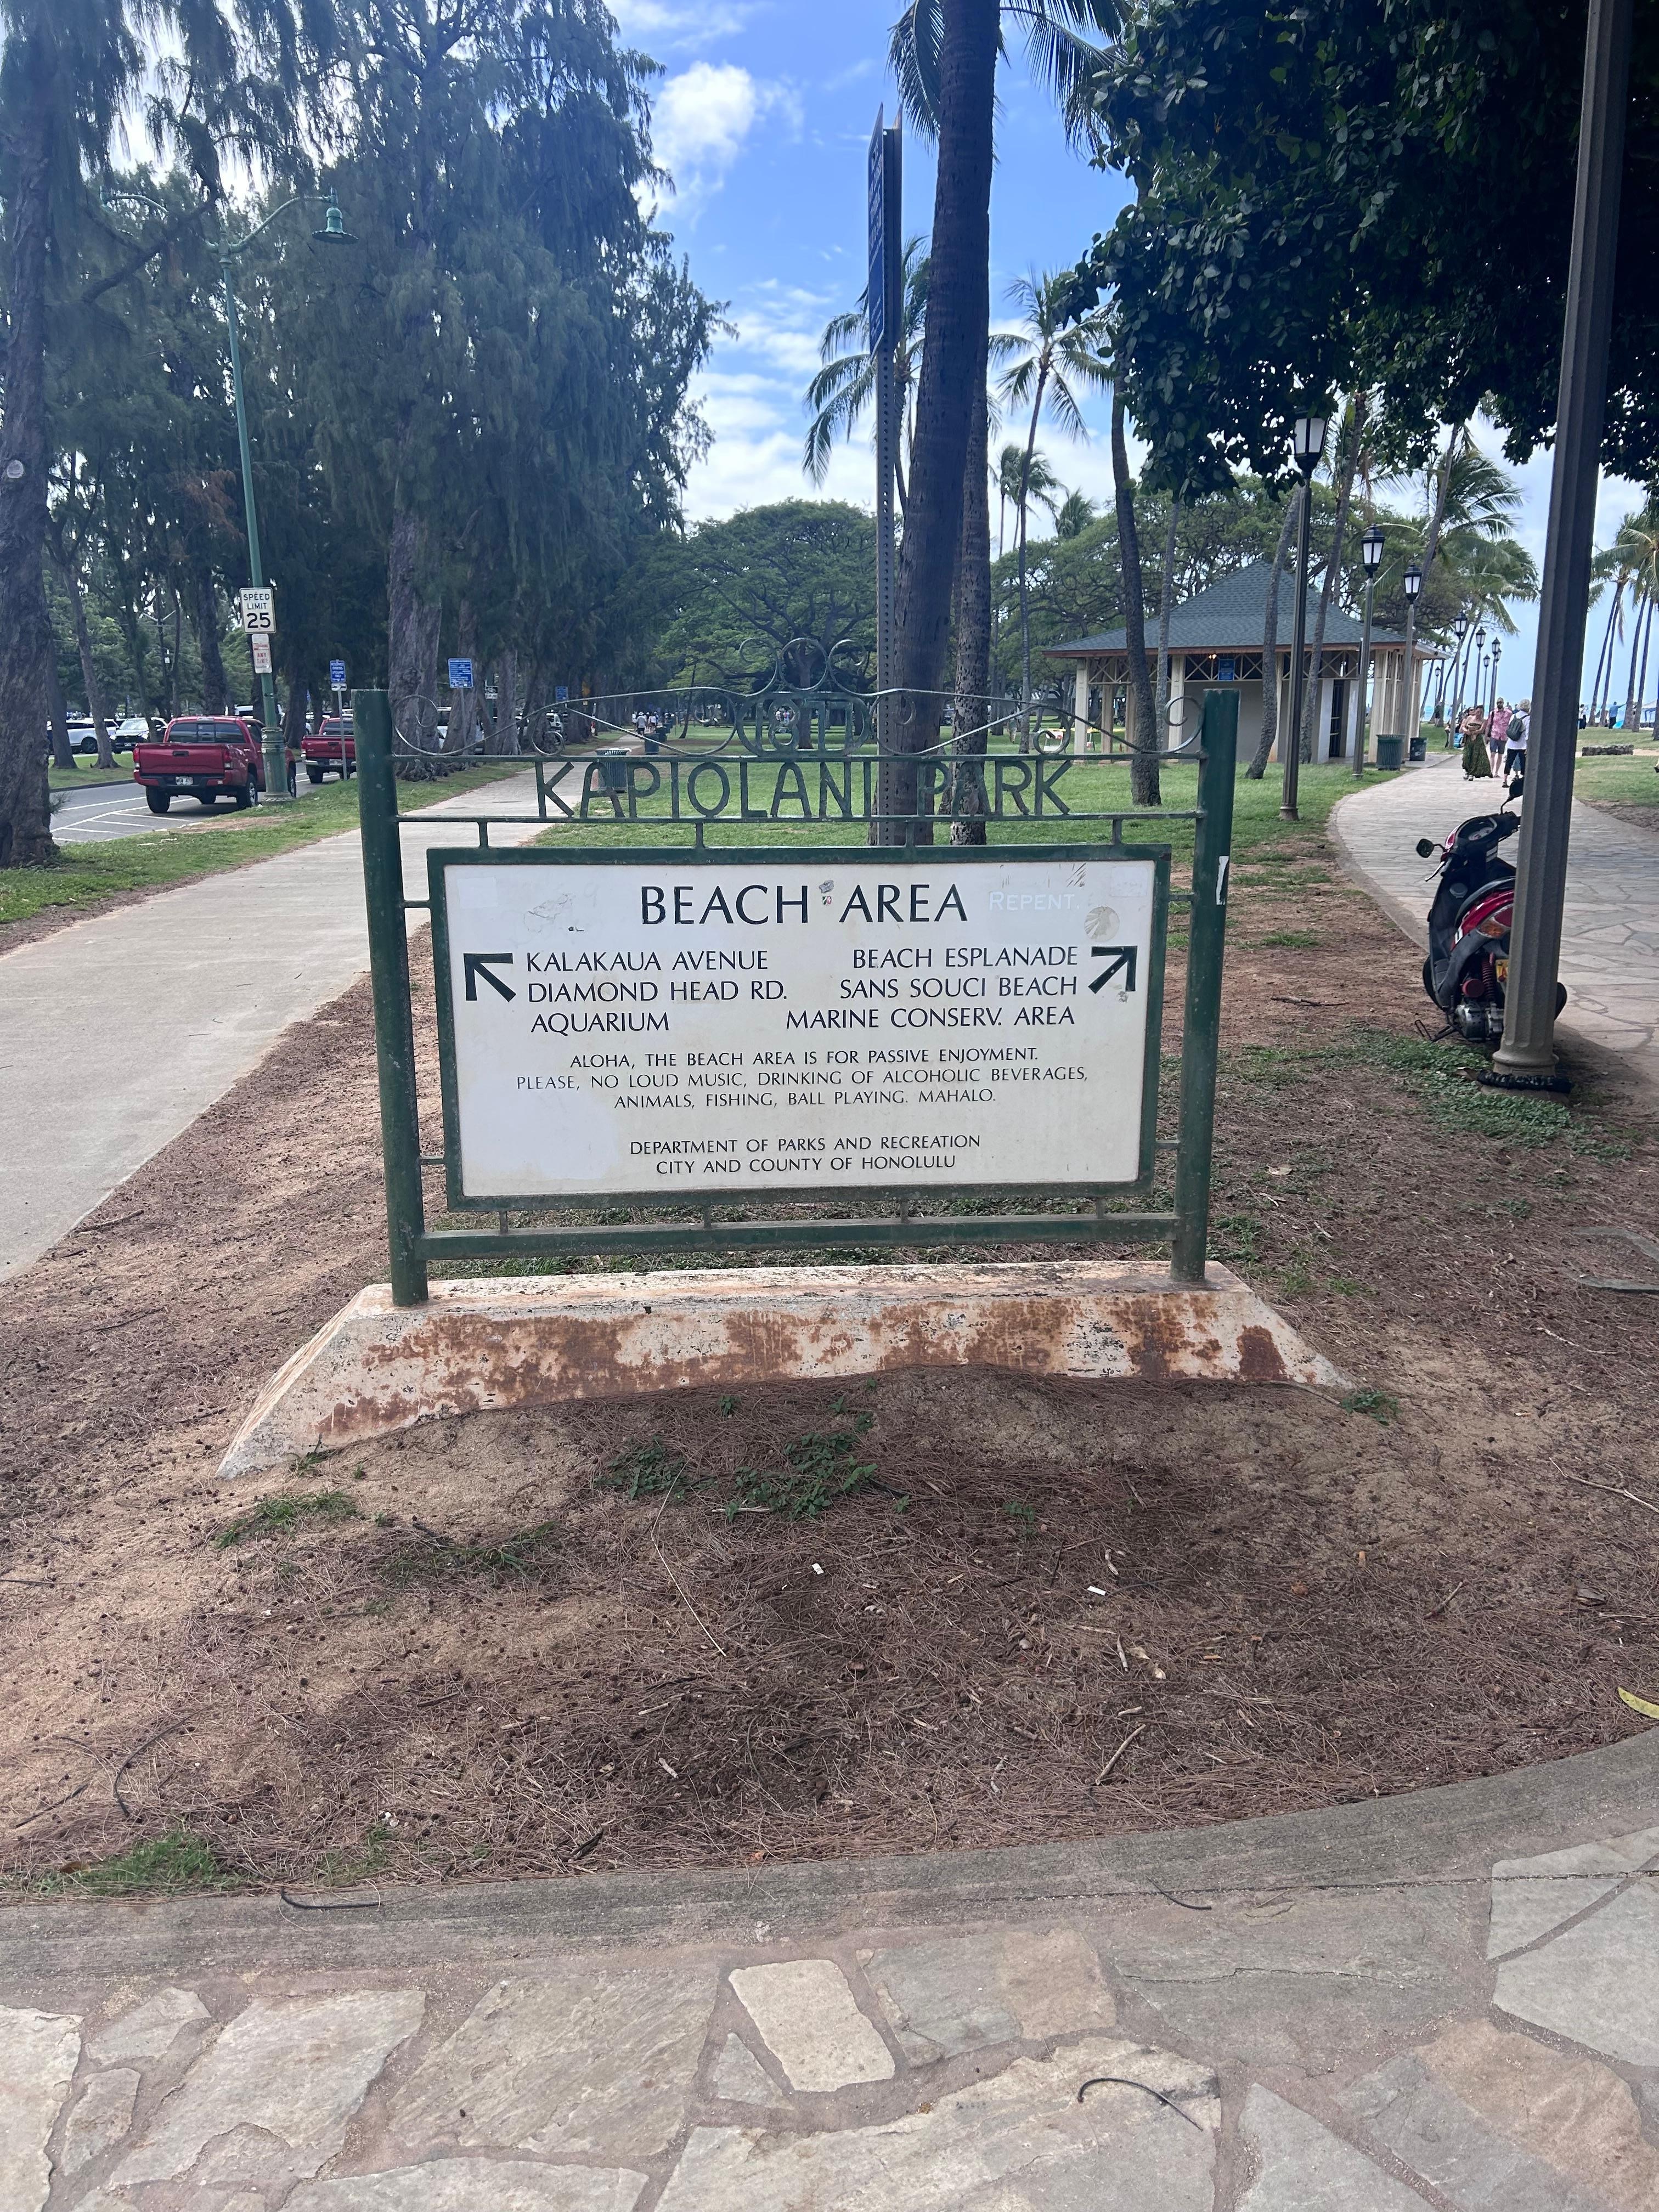 SPEED
LIMIT
25
KAPIOLANI PARK
BEACH AREA
REPENT.
KALAKAUA AVENUE
DIAMOND HEAD RD.
AQUARIUM
BEACH ESPLANADE
SANS SOUCI BEACH
MARINE CONSERV. AREA
ALOHA, THE BEACH AREA IS FOR PASSIVE ENJOYMENT.
PLEASE, NO LOUD MUSIC, DRINKING OF ALCOHOLIC BEVERAGES,
ANIMALS, FISHING, BALL PLAYING. MAHALO.
DEPARTMENT OF PARKS AND RECREATION
CITY AND COUNTY OF HONOLULU